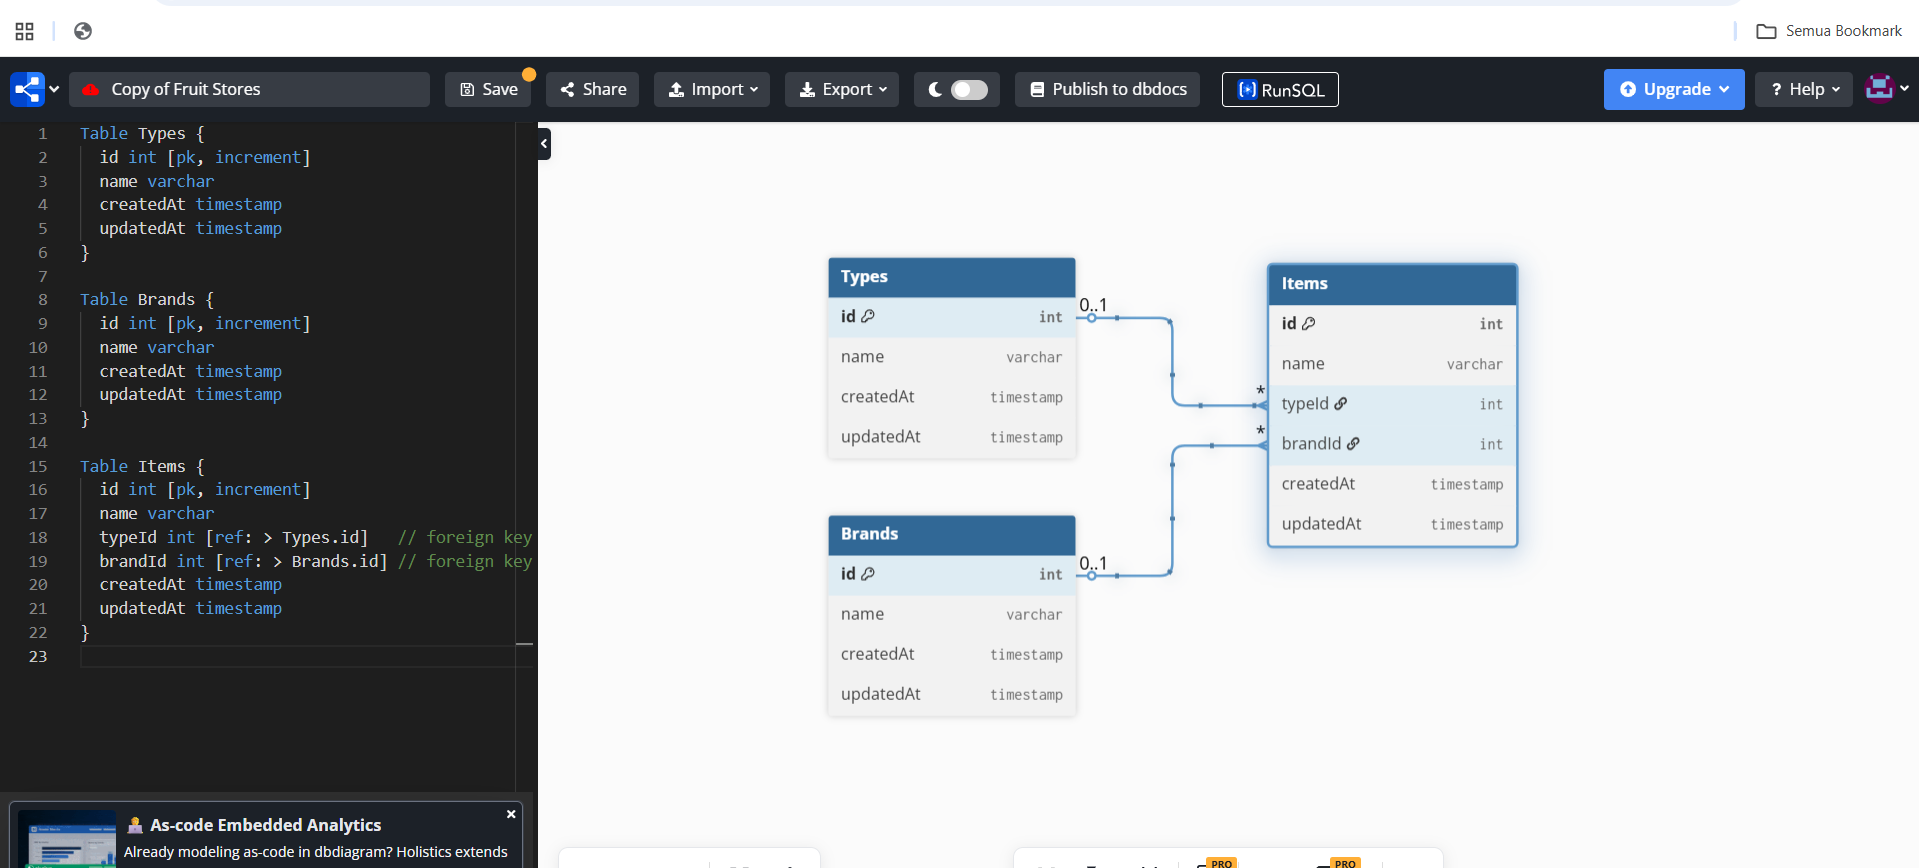 Semua Bookmark
Copy of Fruit Stores
Save
Share
Import
Export
Publish to dbdocs
RunSQL
Upgrade
? Help
1 Table Types {
2 id int [pk, increment]
3 name varchar
4 createdAt timestamp
5 updatedAt timestamp
6 }
7
8 Table Brands {
9 id int [pk, increment]
10 name varchar
11 createdAt timestamp
12 updatedAt timestamp
13 }
14
15 Table Items {
16 id int [pk, increment]
17 name varchar
18 typeId int [ref: > Types.id] // foreign key
19 brandId int [ref: > Brands.id] // foreign key
20 createdAt timestamp
21 updatedAt timestamp
22 }
23
Types
id int
name varchar
createdAt timestamp
updatedAt timestamp
0..1
*
Brands
id int
name varchar
createdAt timestamp
updatedAt timestamp
0..1
*
Items
id int
name varchar
typeId int
brandId int
createdAt timestamp
updatedAt timestamp
As-code Embedded Analytics
Already modeling as-code in dbdiagram? Holistics extends
PRO
PRO